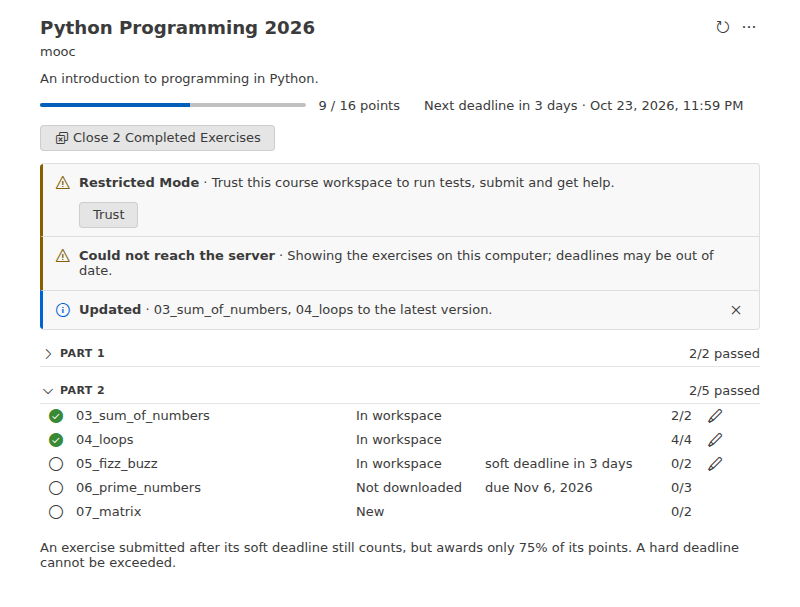 Python Programming 2026
mooc
An introduction to programming in Python.
9 / 16 points Next deadline in 3 days · Oct 23, 2026, 11:59 PM
Close 2 Completed Exercises
Restricted Mode · Trust this course workspace to run tests, submit and get help.
Trust
Could not reach the server · Showing the exercises on this computer; deadlines may be out of
date.
Updated · 03_sum_of_numbers, 04_loops to the latest version.
PART 1 2/2 passed
PART 2 2/5 passed
03_sum_of_numbers In workspace 2/2
04_loops In workspace 4/4
05_fizz_buzz In workspace soft deadline in 3 days 0/2
06_prime_numbers Not downloaded due Nov 6, 2026 0/3
07_matrix New 0/2
An exercise submitted after its soft deadline still counts, but awards only 75% of its points. A hard deadline
cannot be exceeded.